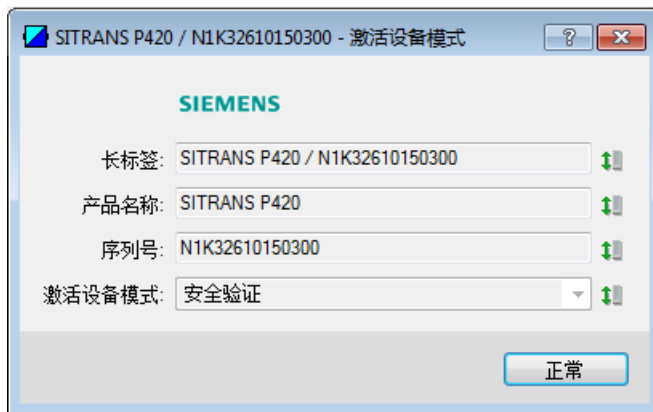 SITRANS P420 / N1K32610150300 - 激活设备模式
SIEMENS
长标签: SITRANS P420 / N1K32610150300
产品名称: SITRANS P420
序列号: N1K32610150300
激活设备模式: 安全验证
正常